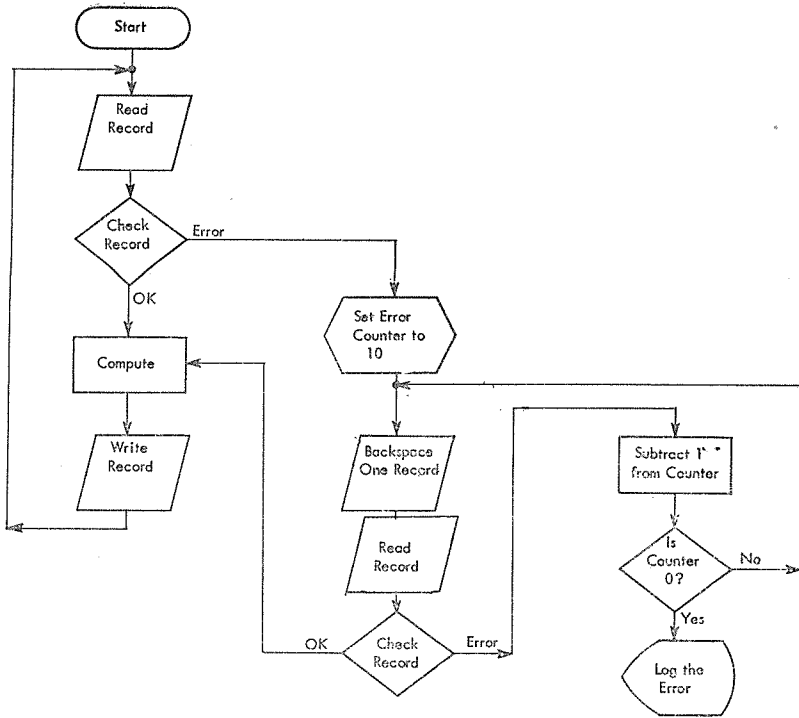 Start
Read
Record
Check
Record
Error
OK
Compute
Write
Record
Set Error
Counter to
10
Backspace
One Record
Read
Record
Check
Record
OK
Error
Subtract 1
from Counter
Is
Counter
0?
No
Yes
Log the
Error